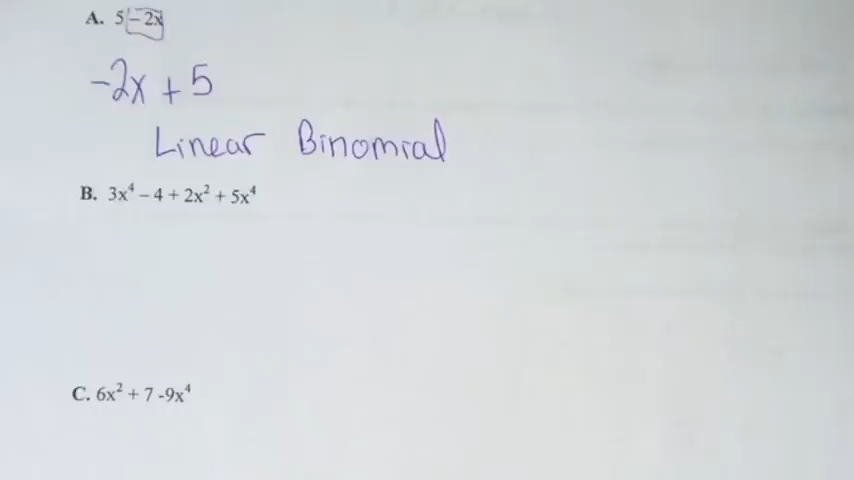 A. 5 – 2x
-2x + 5
Linear Binomial
B. 3x⁴ – 4 + 2x² + 5x⁴
C. 6x² + 7 -9x⁴